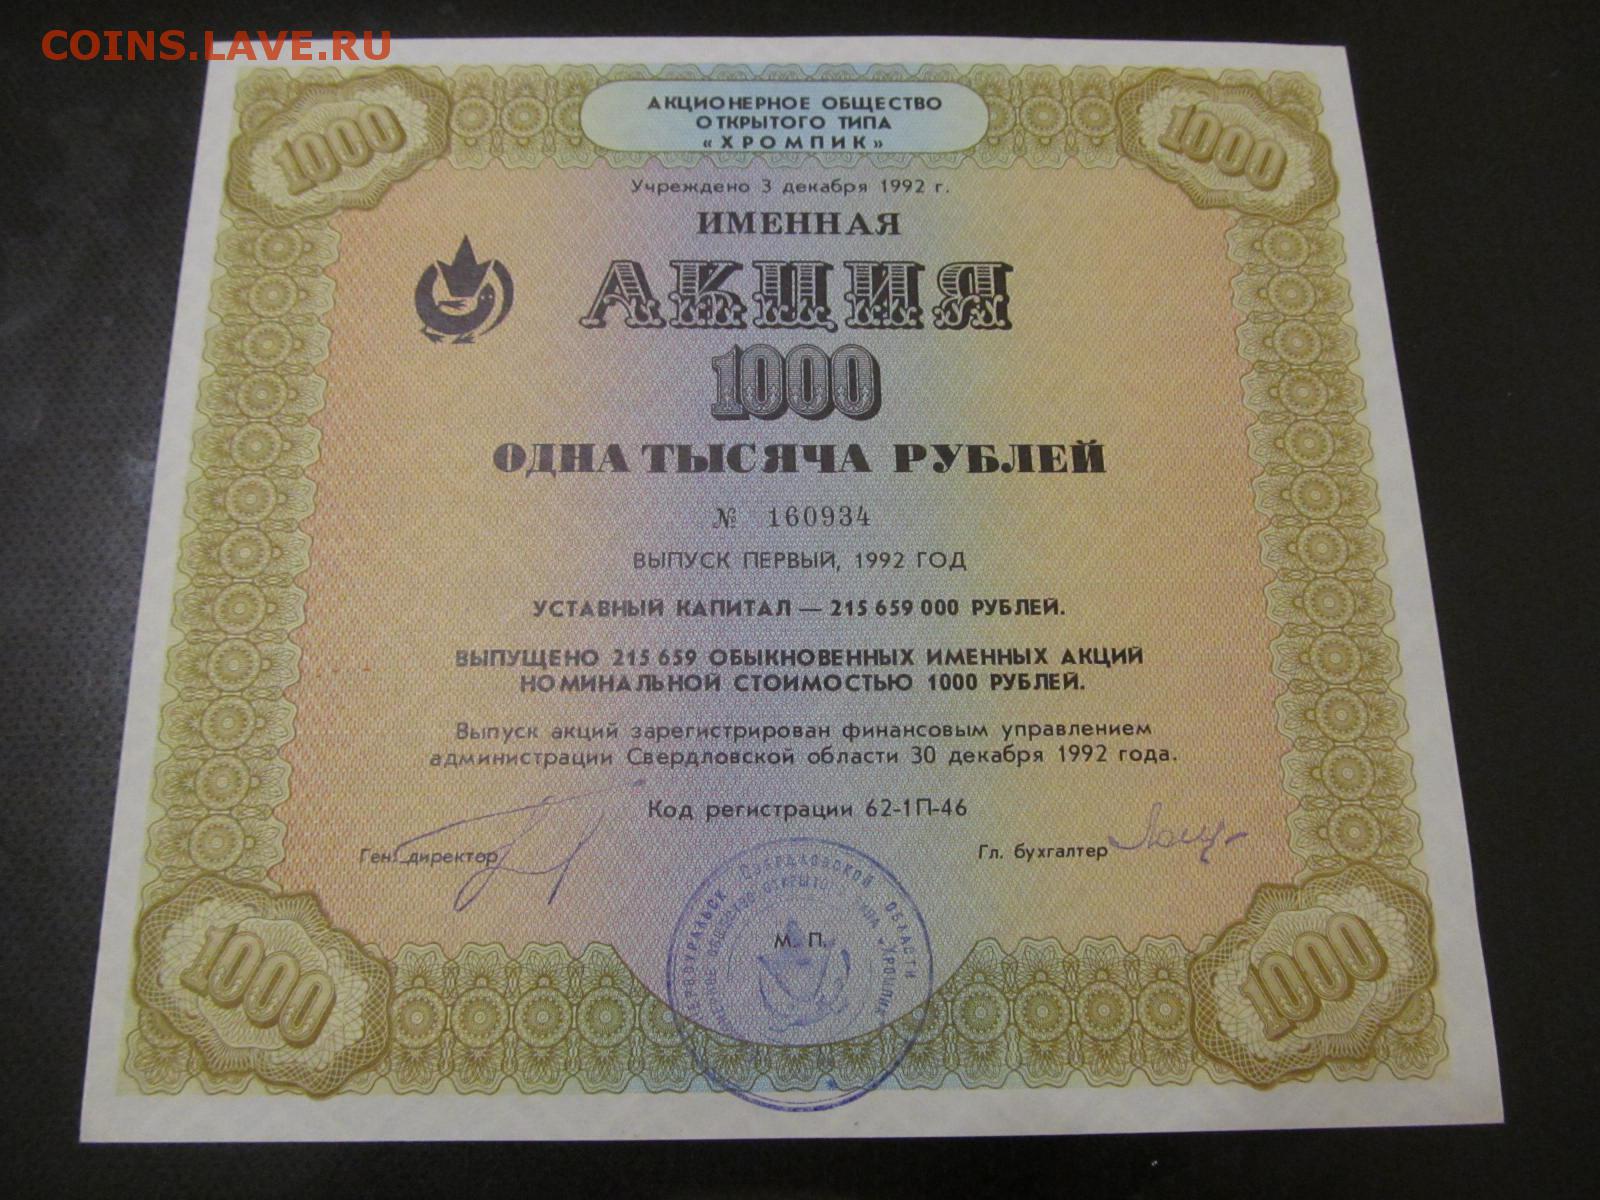 COINS.LAVE.RU
1000
1000
АКЦИОНЕРНОЕ ОБЩЕСТВО
ОТКРЫТОГО ТИПА
«ХРОМПИК»
Учреждено 3 декабря 1992 г.
ИМЕННАЯ
АКЦИЯ
1000
ОДНА ТЫСЯЧА РУБЛЕЙ
№ 160934
ВЫПУСК ПЕРВЫЙ, 1992 ГОД
УСТАВНЫЙ КАПИТАЛ — 215 659 000 РУБЛЕЙ.
ВЫПУЩЕНО 215 659 ОБЫКНОВЕННЫХ ИМЕННЫХ АКЦИЙ
НОМИНАЛЬНОЙ СТОИМОСТЬЮ 1000 РУБЛЕЙ.
Выпуск акций зарегистрирован финансовым управлением
администрации Свердловской области 30 декабря 1992 года.
Код регистрации 62-1П-46
Ген. директор
Гл. бухгалтер
СВЕРДЛОВСКОЙ ОБЛАСТИ
ОБЩЕСТВО
М. П.
1000
1000